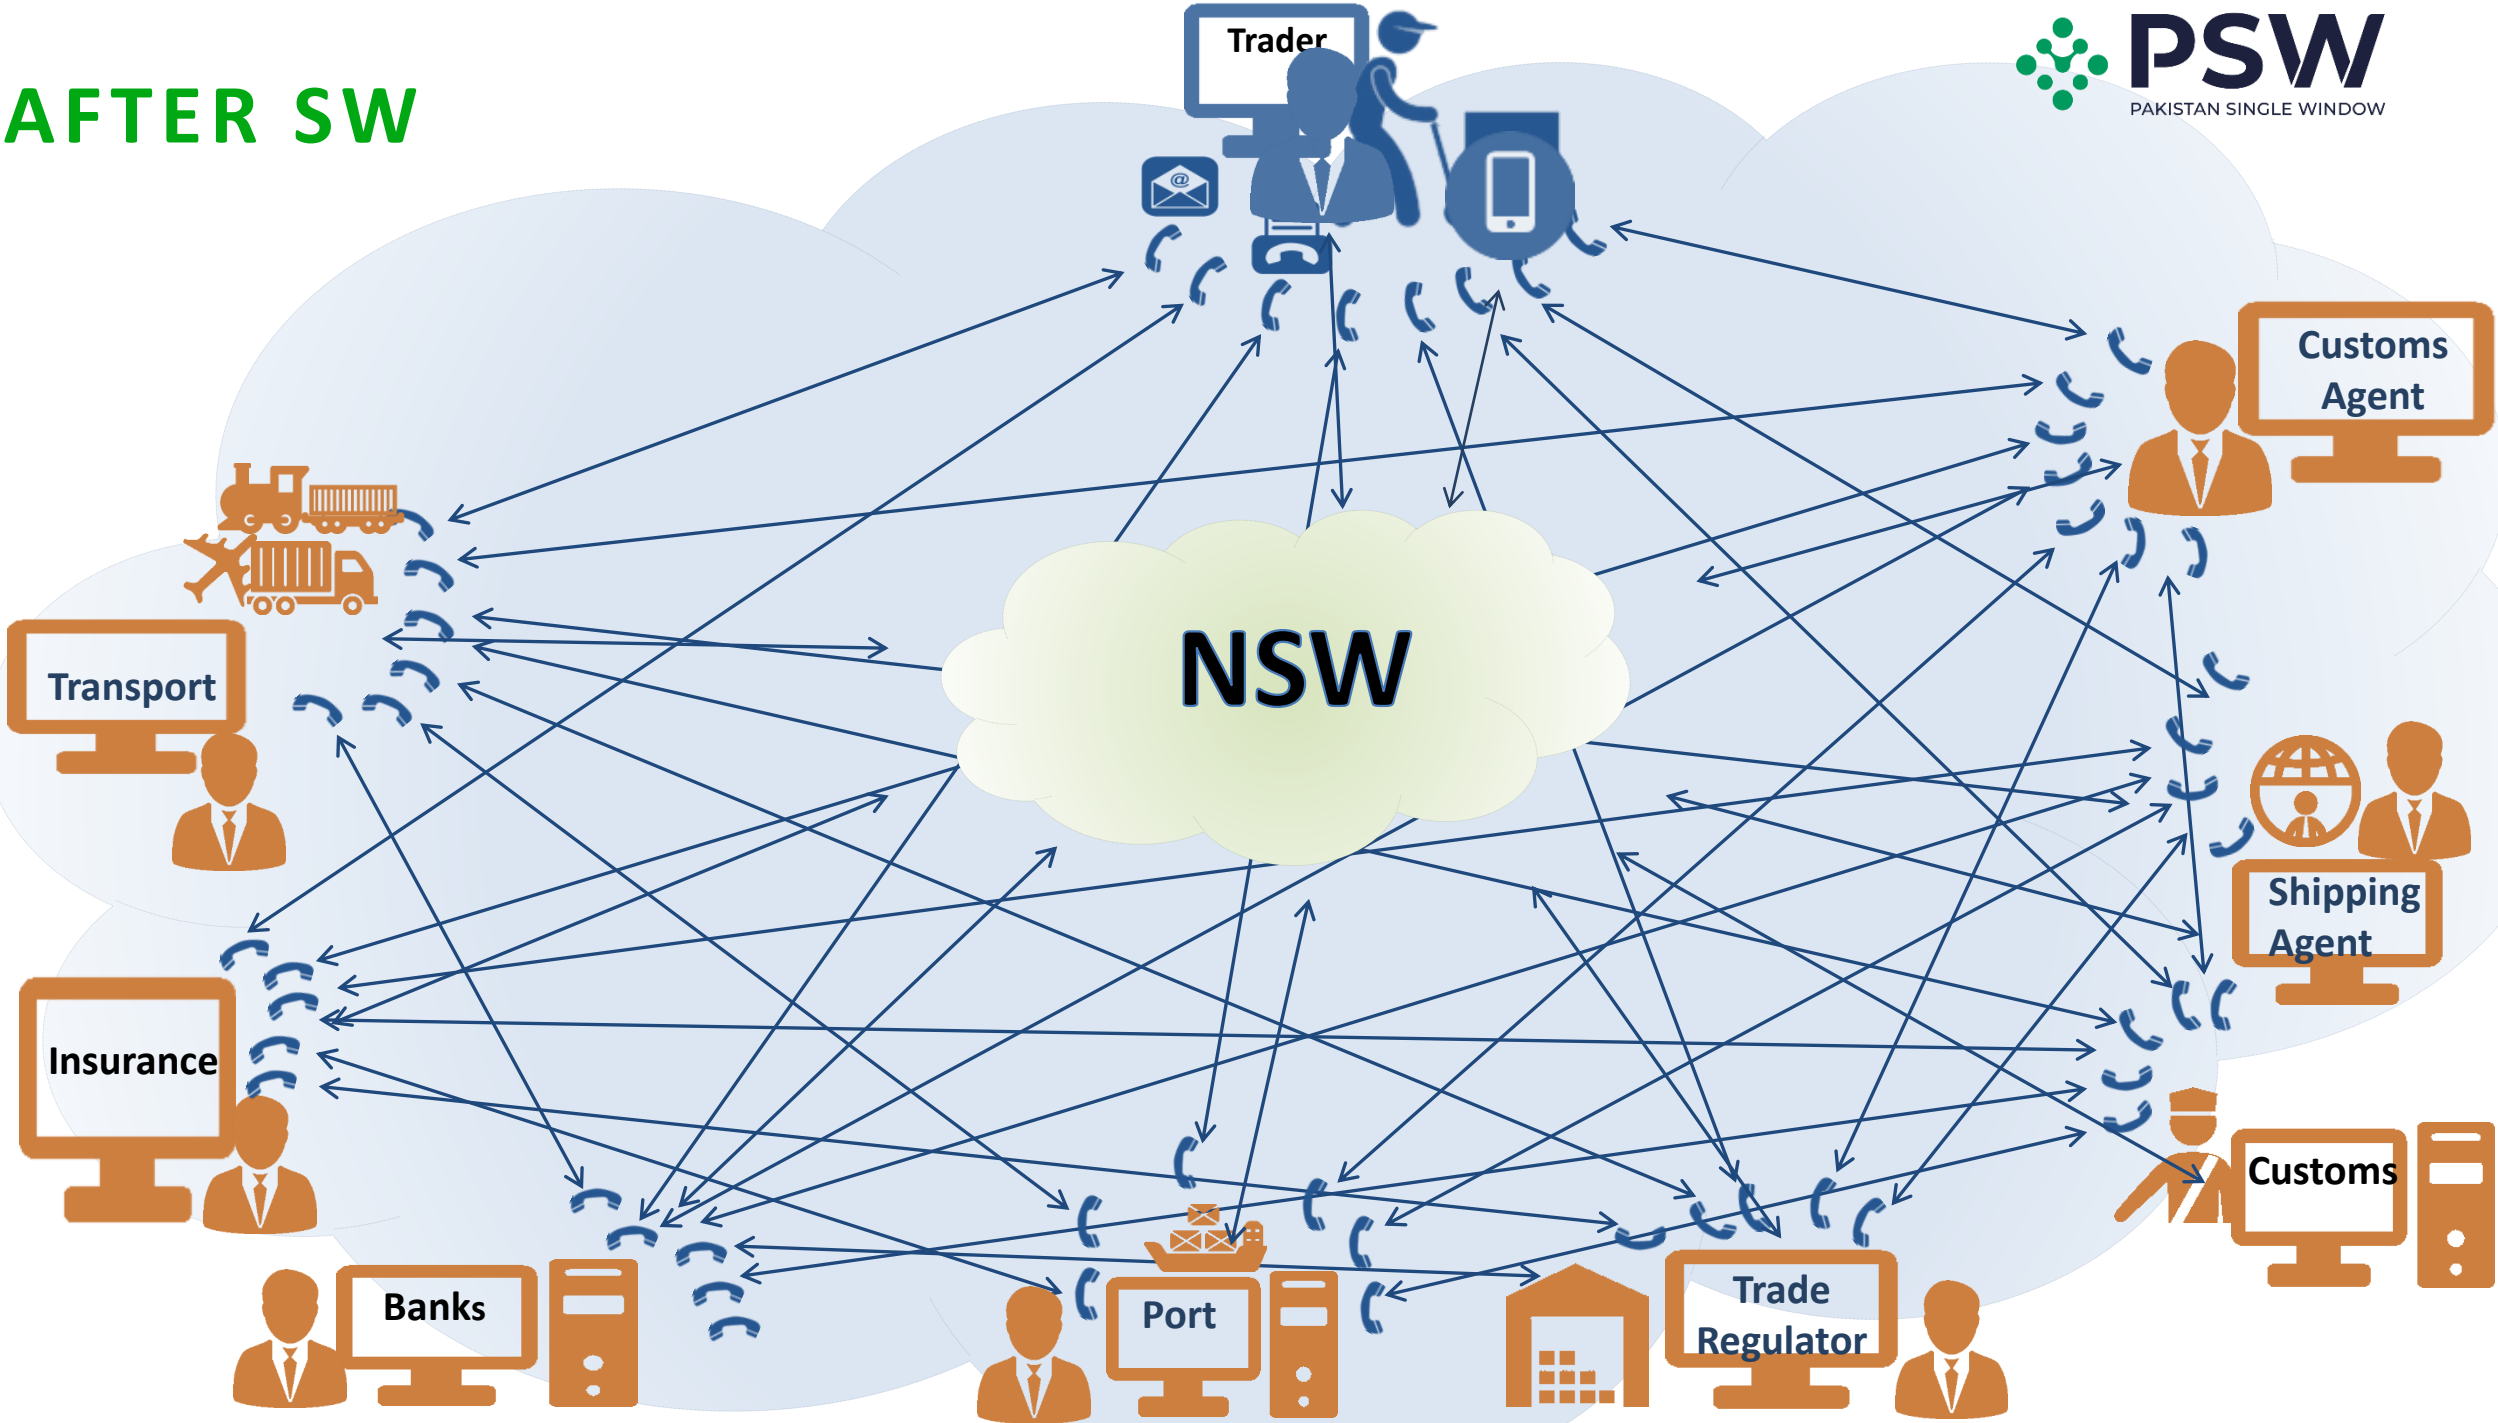 AFTER SW
Trader
PSW
PAKISTAN SINGLE WINDOW
@
Customs
Agent
NSW
Transport
Shipping
Agent
Insurance
Customs
Banks
Port
Trade
Regulator